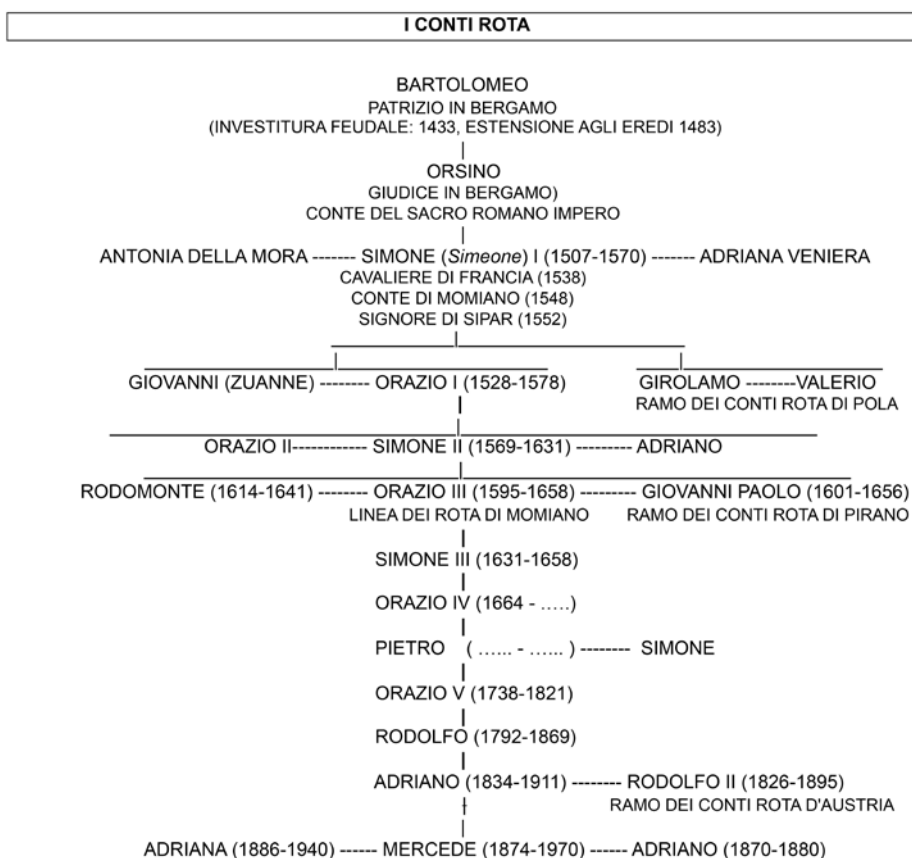 I CONTI ROTA
BARTOLOMEO
PATRIZIO IN BERGAMO
(INVESTITURA FEUDALE: 1433, ESTENSIONE AGLI EREDI 1483)
ORSINO
GIUDICE IN BERGAMO)
CONTE DEL SACRO ROMANO IMPERO
ANTONIA DELLA MORA ------- SIMONE (Simeone) I (1507-1570) ------- ADRIANA VENIERA
CAVALIERE DI FRANCIA (1538)
CONTE DI MOMIANO (1548)
SIGNORE DI SIPAR (1552)
GIOVANNI (ZUANNE) -------- ORAZIO I (1528-1578) GIROLAMO --------VALERIO
RAMO DEI CONTI ROTA DI POLA
ORAZIO II------------ SIMONE II (1569-1631) --------- ADRIANO
RODOMONTE (1614-1641) -------- ORAZIO III (1595-1658) -------- GIOVANNI PAOLO (1601-1656)
LINEA DEI ROTA DI MOMIANO RAMO DEI CONTI ROTA DI PIRANO
SIMONE III (1631-1658)
ORAZIO IV (1664 - .....)
PIETRO ( ...... - ...... ) -------- SIMONE
ORAZIO V (1738-1821)
RODOLFO (1792-1869)
ADRIANO (1834-1911) -------- RODOLFO II (1826-1895)
RAMO DEI CONTI ROTA D'AUSTRIA
ADRIANA (1886-1940) ------ MERCEDE (1874-1970) ------ ADRIANO (1870-1880)